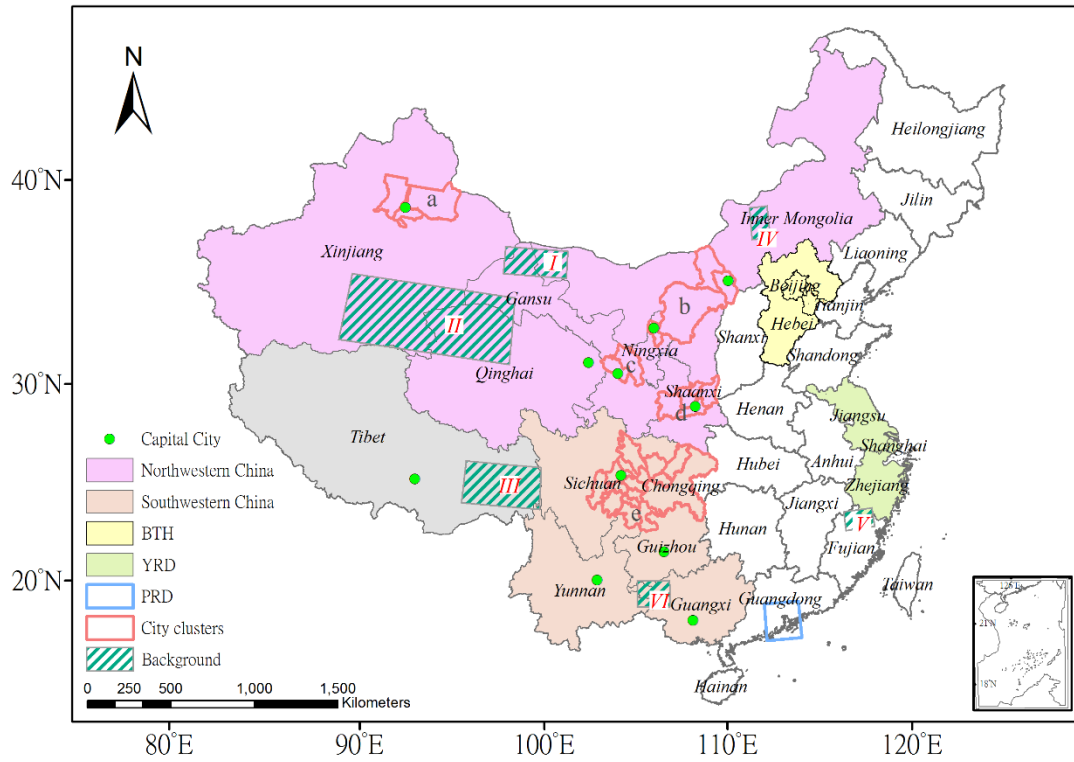 N
40°N
30°N
20°N
80°E
90°E
100°E
110°E
120°E
Heilongjiang
Jilin
Liaoning
Inner Mongolia
IV
a
Xinjiang
I
Gansu
II
Beijing
Tianjin
Hebei
b
Shanxi
Shandong
Ningxia
c
Qinghai
Shaanxi
d
Henan
Jiangsu
Shanghai
Tibet
Hubei
Anhui
Zhejiang
III
Sichuan
Chongqing
e
Jiangxi
Hunan
V
Fujian
Guizhou
Taiwan
Yunnan
VI
Guangxi
Guangdong
Hainan
Capital City
Northwestern China
Southwestern China
BTH
YRD
PRD
City clusters
Background
0 250 500 1,000 1,500
Kilometers
21°N
18°N